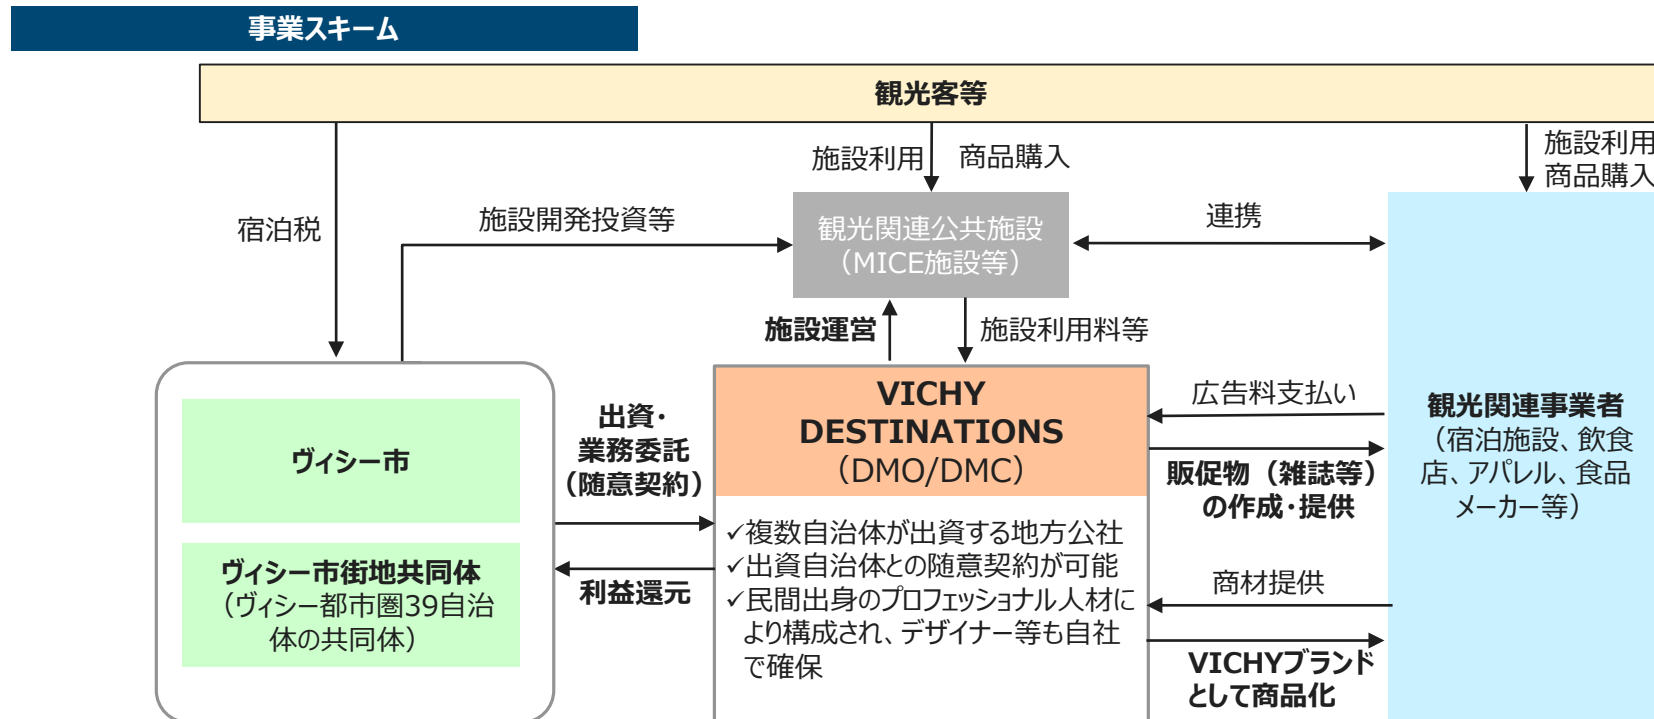 事業スキーム
観光客等
施設利用
商品購入
施設利用
商品購入
宿泊税
施設開発投資等
観光関連公共施設
（MICE施設等）
連携
施設運営
施設利用料等
ヴィシー市
ヴィシー市街地共同体
（ヴィシー都市圏39自治
体の共同体）
出資・
業務委託
（随意契約）
利益還元
VICHY
DESTINATIONS
（DMO/DMC）
✓複数自治体が出資する地方公社
✓出資自治体との随意契約が可能
✓民間出身のプロフェッショナル人材に
より構成され、デザイナー等も自社
で確保
広告料支払い
販促物（雑誌等）
の作成・提供
商材提供
VICHYブランド
として商品化
観光関連事業者
（宿泊施設、飲食
店、アパレル、食品
メーカー等）